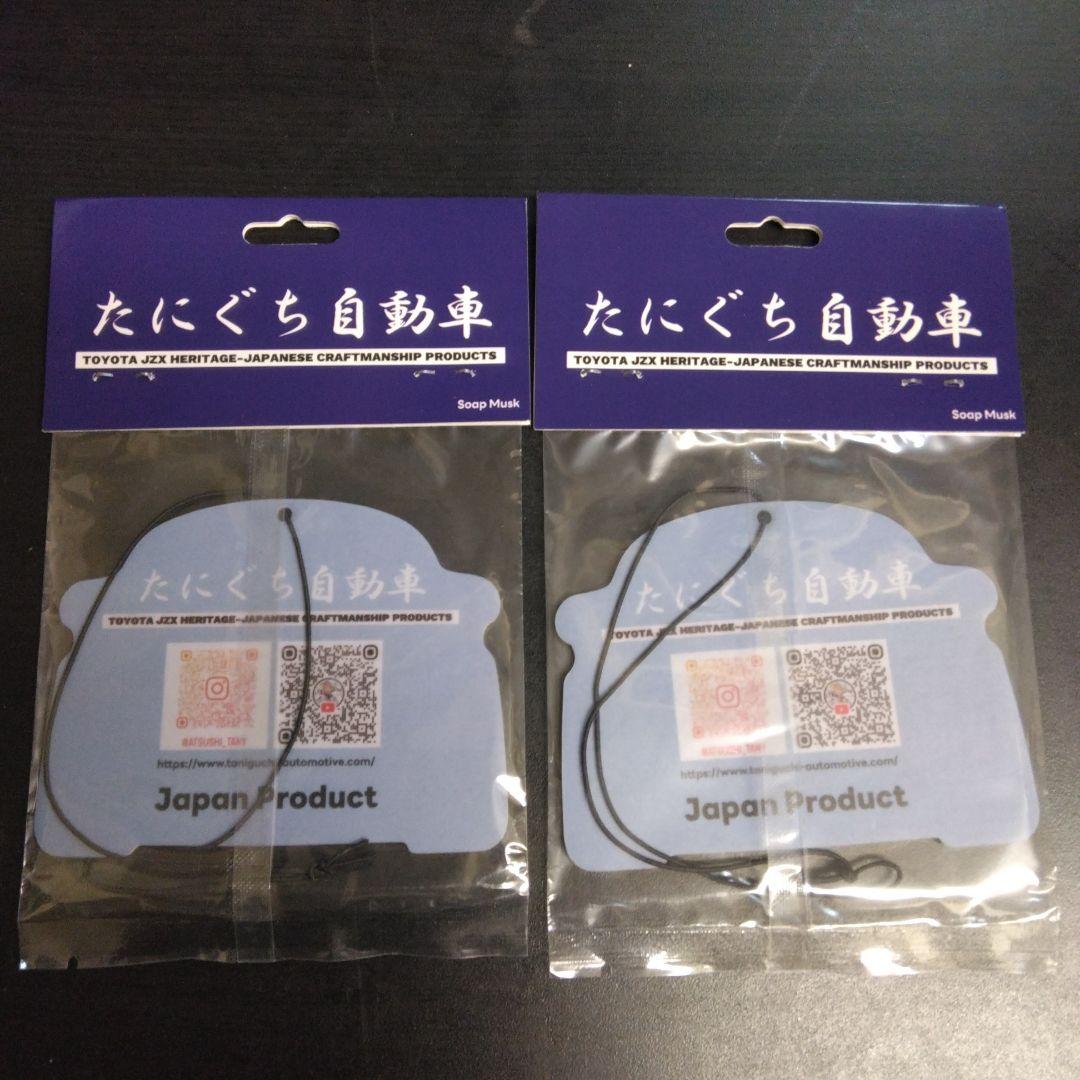 たにぐち自動車
TOYOTA JZX HERITAGE-JAPANESE CRAFTMANSHIP PRODUCTS
Soap Musk
たにぐち自動車
TOYOTA JZX HERITAGE-JAPANESE CRAFTMANSHIP PRODUCTS
@ATSUSHI_TANY
https://www.taniguchi-automotive.com/
Japan Product
たにぐち自動車
TOYOTA JZX HERITAGE-JAPANESE CRAFTMANSHIP PRODUCTS
Soap Musk
たにぐち自動車
TOYOTA JZX HERITAGE-JAPANESE CRAFTMANSHIP PRODUCTS
@ATSUSHI_TANY
https://www.taniguchi-automotive.com/
Japan Product